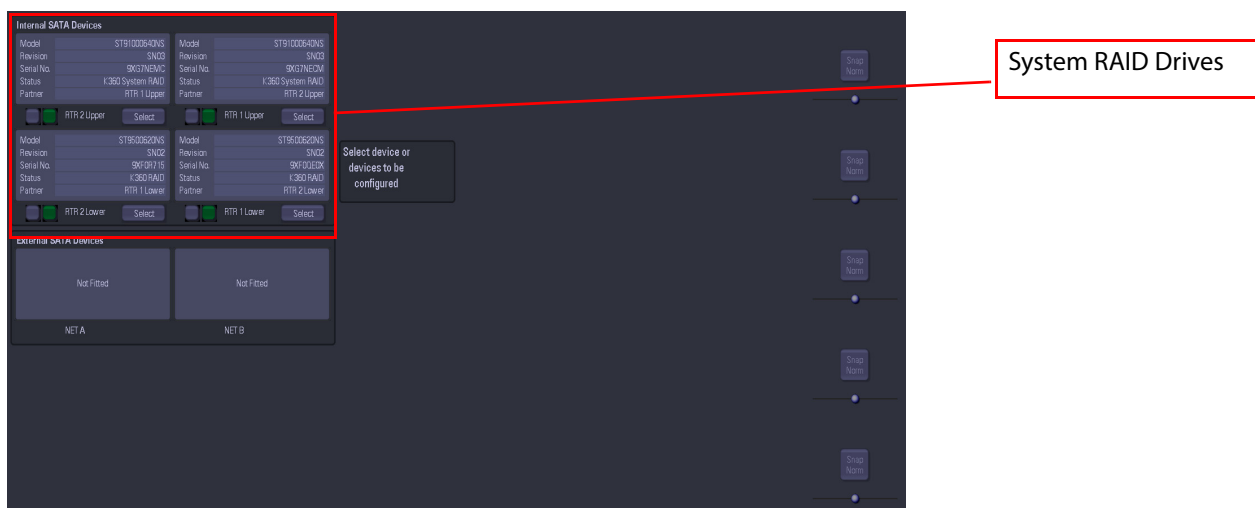 Internal SATA Devices
Model ST91000640NS Model ST91000640NS
Revision SN03 Revision SN03
Serial No. 9XG7NEMC Serial No. 9XG7NECM
Status K360 System RAID Status K360 System RAID
Partner RTR 1 Upper Partner RTR 2 Upper
RTR 2 Upper Select RTR 1 Upper Select
Model ST9500620NS Model ST9500620NS
Revision SN02 Revision SN02
Serial No. 9XF0R715 Serial No. 9XF0QE0X
Status K360 RAID Status K360 RAID
Partner RTR 1 Lower Partner RTR 2 Lower
RTR 2 Lower Select RTR 1 Lower Select
External SATA Devices
Not Fitted Not Fitted
NET A NET B
Select device or
devices to be
configured
Snap
Norm
Snap
Norm
Snap
Norm
Snap
Norm
Snap
Norm
System RAID Drives